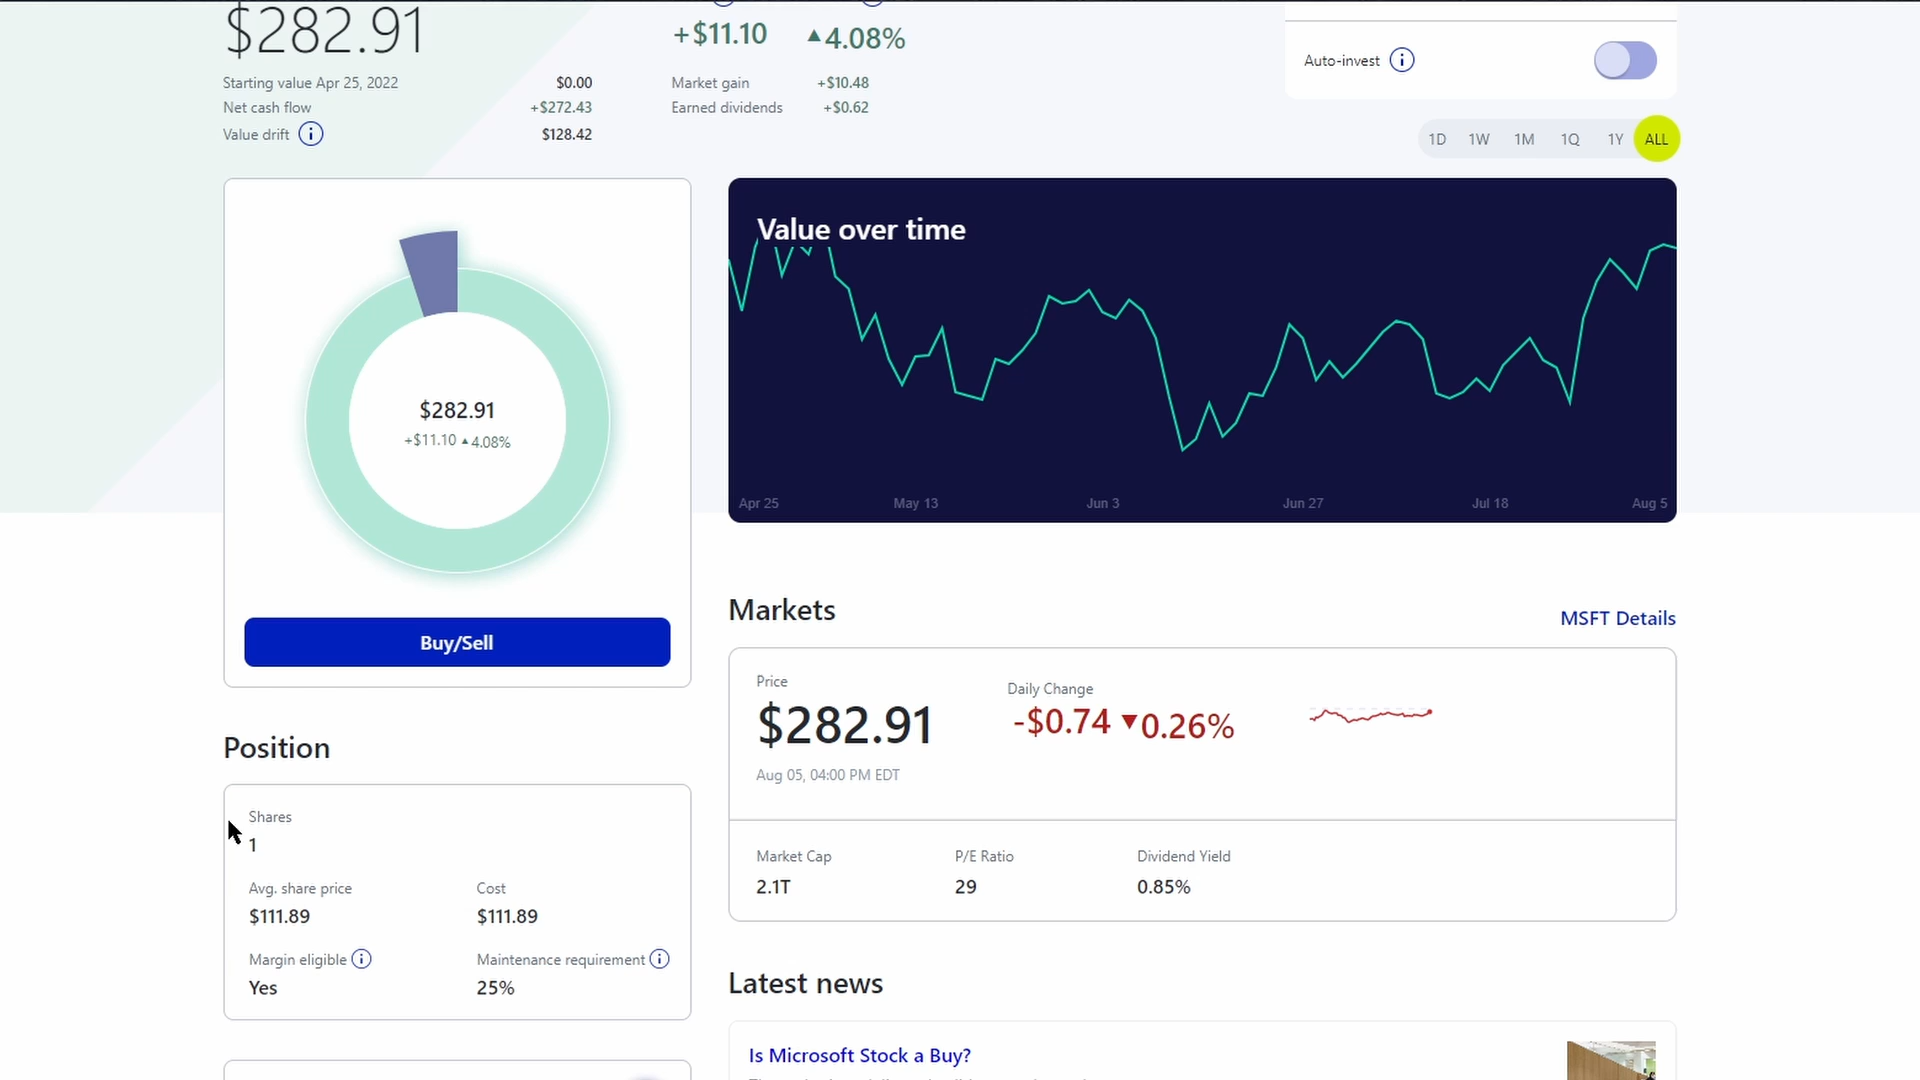 $282.91
+$11.10 ▲4.08%
Starting value Apr 25, 2022 $0.00
Net cash flow +$272.43
Value drift $128.42
Market gain +$10.48
Earned dividends +$0.62
Auto-invest
1D 1W 1M 1Q 1Y ALL
$282.91
+$11.10 ▲4.08%
Buy/Sell
Value over time
Apr 25 May 13 Jun 3 Jun 27 Jul 18 Aug 5
Position
Shares
1
Avg. share price Cost
$111.89 $111.89
Margin eligible Maintenance requirement
Yes 25%
Markets MSFT Details
Price Daily Change
$282.91 -$0.74 ▼0.26%
Aug 05, 04:00 PM EDT
Market Cap P/E Ratio Dividend Yield
2.1T 29 0.85%
Latest news
Is Microsoft Stock a Buy?